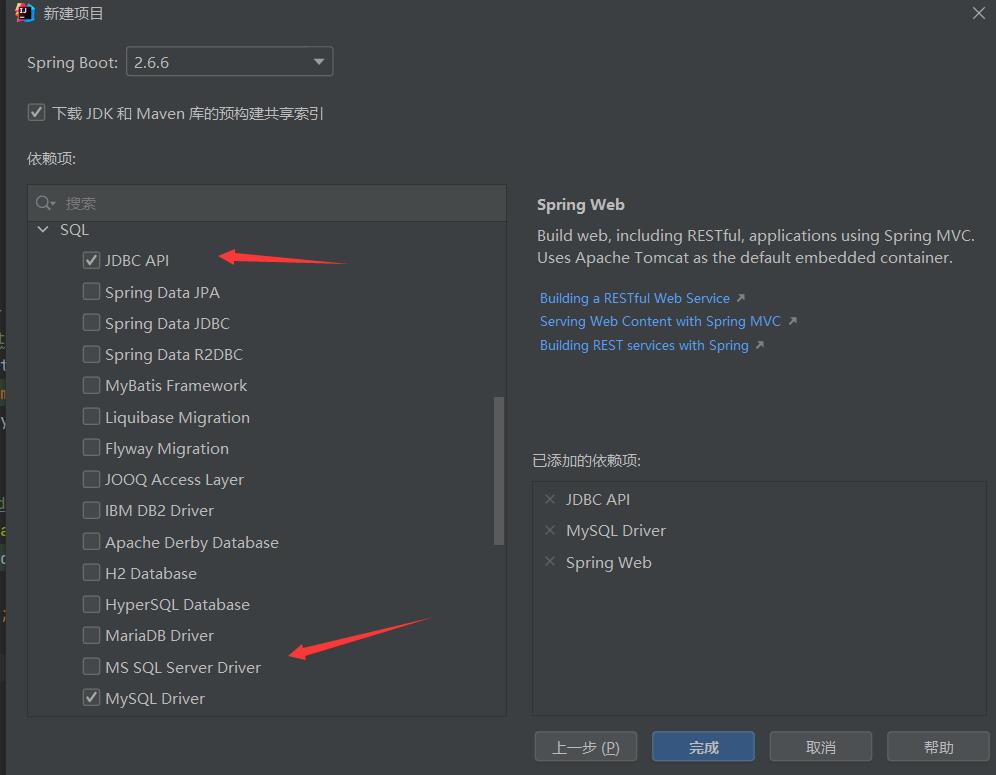 新建项目
Spring Boot: 2.6.6
下载 JDK 和 Maven 库的预构建共享索引
依赖项:
搜索
SQL
JDBC API
Spring Data JPA
Spring Data JDBC
Spring Data R2DBC
MyBatis Framework
Liquibase Migration
Flyway Migration
JOOQ Access Layer
IBM DB2 Driver
Apache Derby Database
H2 Database
HyperSQL Database
MariaDB Driver
MS SQL Server Driver
MySQL Driver
Spring Web
Build web, including RESTful, applications using Spring MVC.
Uses Apache Tomcat as the default embedded container.
Building a RESTful Web Service
Serving Web Content with Spring MVC
Building REST services with Spring
已添加的依赖项:
JDBC API
MySQL Driver
Spring Web
上一步 (P)
完成
取消
帮助